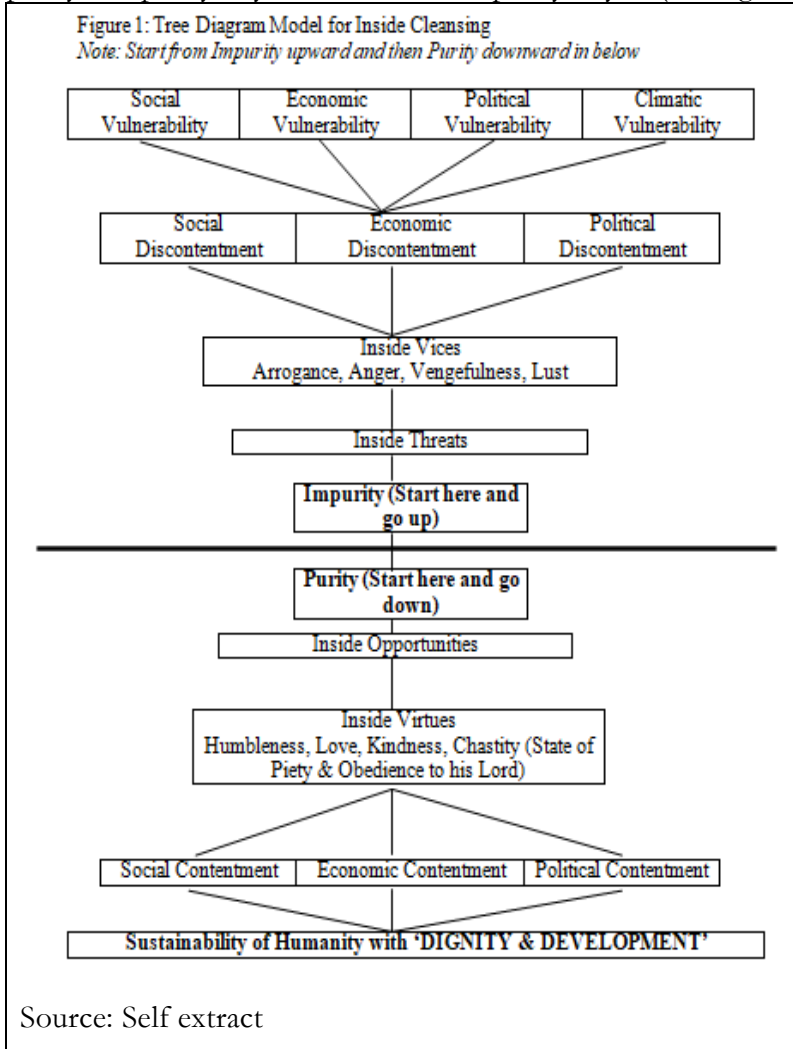 Figure 1: Tree Diagram Model for Inside Cleansing
Note: Start from Impurity upward and then Purity downward in below
Social Vulnerability
Economic Vulnerability
Political Vulnerability
Climatic Vulnerability
Social Discontentment
Economic Discontentment
Political Discontentment
Inside Vices
Arrogance, Anger, Vengefulness, Lust
Inside Threats
Impurity (Start here and
go up)
Purity (Start here and go
down)
Inside Opportunities
Inside Virtues
Humbleness, Love, Kindness, Chastity (State of
Piety & Obedience to his Lord)
Social Contentment
Economic Contentment
Political Contentment
Sustainability of Humanity with ‘DIGNITY & DEVELOPMENT’
Source: Self extract